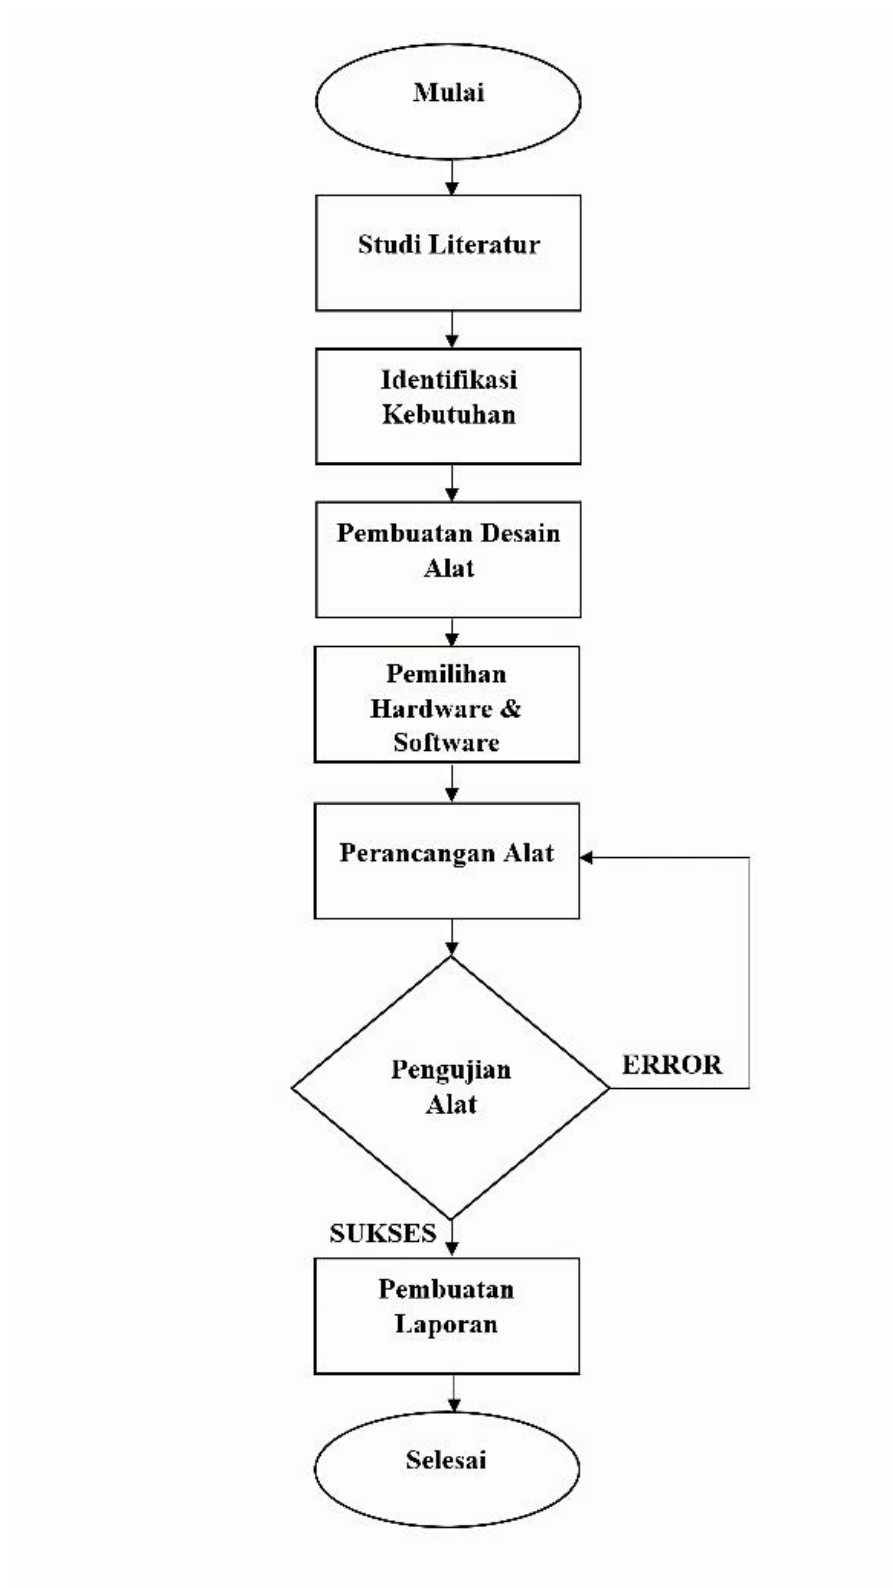 Mulai
Studi Literatur
Identifikasi
Kebutuhan
Pembuatan Desain
Alat
Pemilihan
Hardware &
Software
Perancangan Alat
Pengujian
Alat
ERROR
SUKSES
Pembuatan
Laporan
Selesai